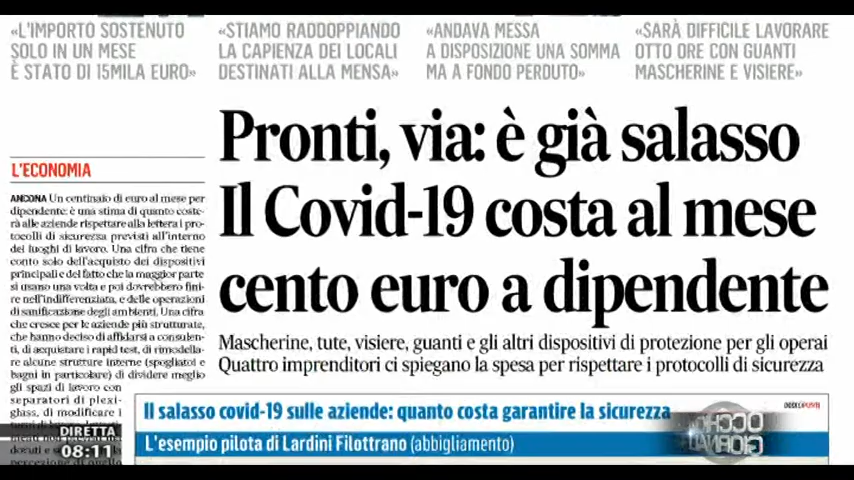 «L'IMPORTO SOSTENUTO
SOLO IN UN MESE
È STATO DI 15MILA EURO»
«STIAMO RADDOPPIANDO
LA CAPIENZA DEI LOCALI
DESTINATI ALLA MENSA»
«ANDAVA MESSA
A DISPOSIZIONE UNA SOMMA
MA A FONDO PERDUTO»
«SARÀ DIFFICILE LAVORARE
OTTO ORE CON GUANTI
MASCHERINE E VISIERE»
Pronti, via: è già salasso
Il Covid-19 costa al mese
cento euro a dipendente
Mascherine, tute, visiere, guanti e gli altri dispositivi di protezione per gli operai
Quattro imprenditori ci spiegano la spesa per rispettare i protocolli di sicurezza
L'ECONOMIA
ANCONA Un centinaio di euro al mese per
dipendente: è una stima di quanto coste-
rà alle aziende rispettare alla lettera i pro-
tocolli di sicurezza previsti all'interno
dei luoghi di lavoro. Una cifra che tiene
conto solo dell'acquisto dei dispositivi
principali e del fatto che la maggior parte
si usano una volta e poi dovrebbero fini-
re nell'indifferenziata, e delle operazioni
di sanificazione degli ambienti. Una cifra
che cresce per le aziende più strutturate,
che hanno deciso di affidarsi a consulen-
ti, di acquistare i rapid test, di rimodella-
re alcune strutture interne (spogliatoi e
bagni in particolare) di dividere meglio
gli spazi di lavoro con
separatori di plexi-
glass, di modificare i
Il salasso covid-19 sulle aziende: quanto costa garantire la sicurezza
L'esempio pilota di Lardini Filottrano (abbigliamento)
DIRETTA
08:11